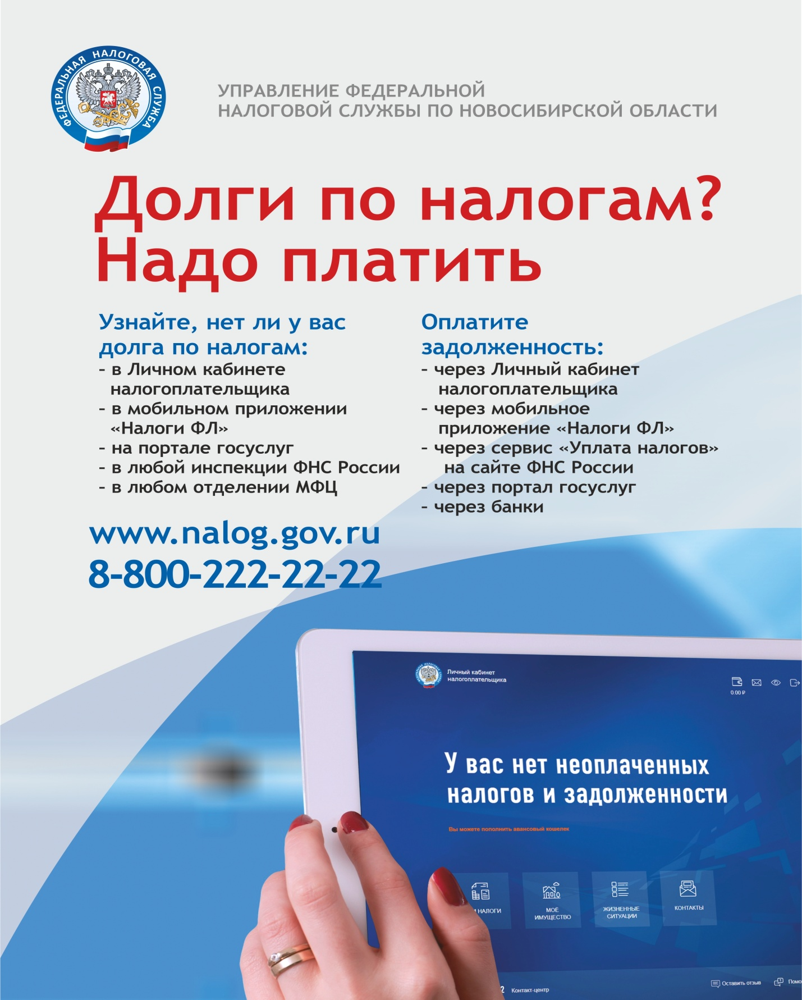 ФЕДЕРАЛЬНАЯ НАЛОГОВАЯ СЛУЖБА
УПРАВЛЕНИЕ ФЕДЕРАЛЬНОЙ
НАЛОГОВОЙ СЛУЖБЫ ПО НОВОСИБИРСКОЙ ОБЛАСТИ
Долги по налогам?
Надо платить
Узнайте, нет ли у вас
долга по налогам:
- в Личном кабинете
налогоплательщика
- в мобильном приложении
«Налоги ФЛ»
- на портале госуслуг
- в любой инспекции ФНС России
- в любом отделении МФЦ
Оплатите
задолженность:
- через Личный кабинет
налогоплательщика
- через мобильное
приложение «Налоги ФЛ»
- через сервис «Уплата налогов»
на сайте ФНС России
- через портал госуслуг
- через банки
www.nalog.gov.ru
8-800-222-22-22
Личный кабинет
налогоплательщика
0.00 ₽
У вас нет неоплаченных
налогов и задолженности
Вы можете пополнить авансовый кошелек
НАЛОГИ
МОЁ
ИМУЩЕСТВО
ЖИЗНЕННЫЕ
СИТУАЦИИ
КОНТАКТЫ
2 Контакт-центр
Оставить отзыв